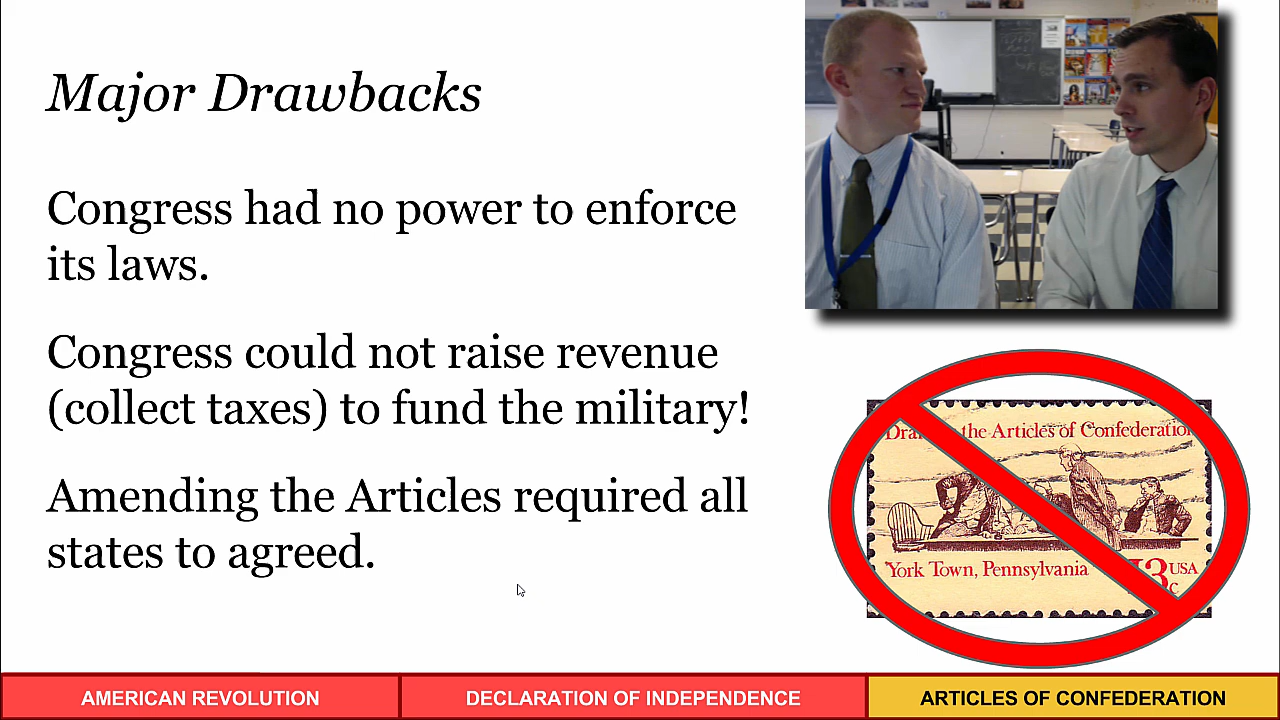 Major Drawbacks
Congress had no power to enforce
its laws.
Congress could not raise revenue
(collect taxes) to fund the military!
Amending the Articles required all
states to agreed.
the Articles of Confederation
York Town, Pennsylvania
USA
c
AMERICAN REVOLUTION
DECLARATION OF INDEPENDENCE
ARTICLES OF CONFEDERATION